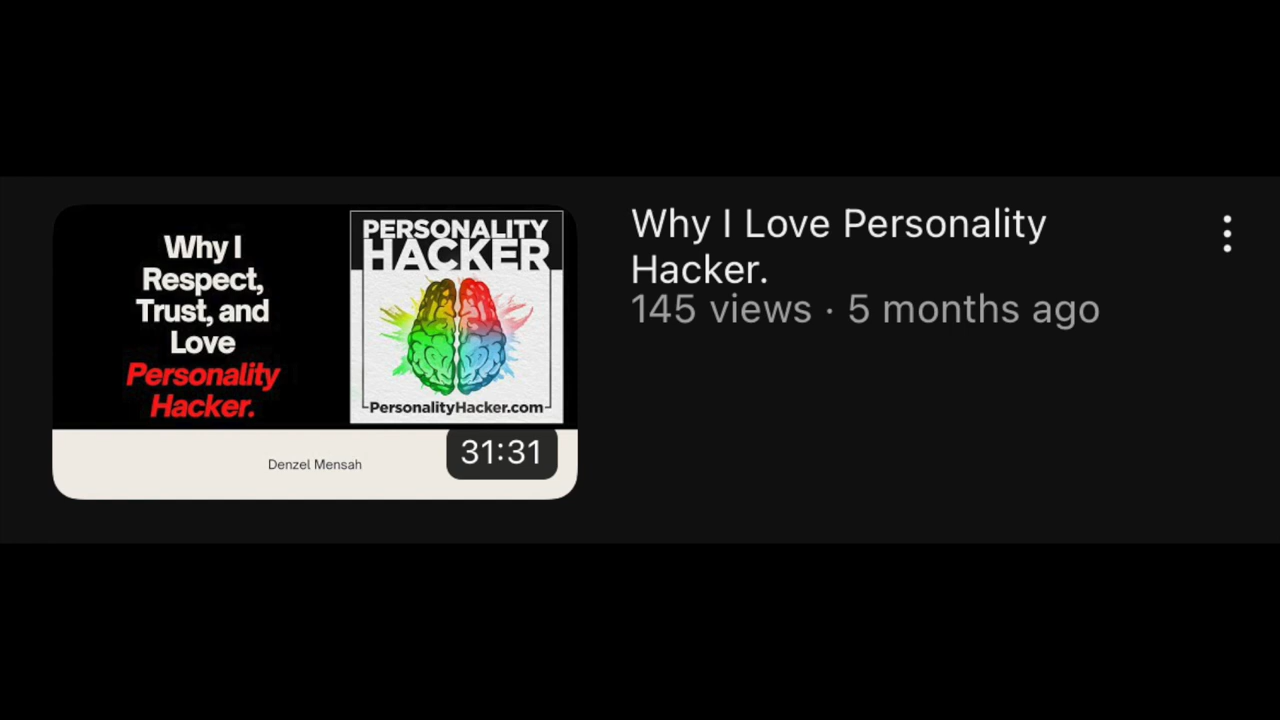 Why I
Respect,
Trust, and
Love
Personality
Hacker.
PERSONALITY
HACKER
PersonalityHacker.com
Denzel Mensah
31:31
Why I Love Personality
Hacker.
145 views · 5 months ago